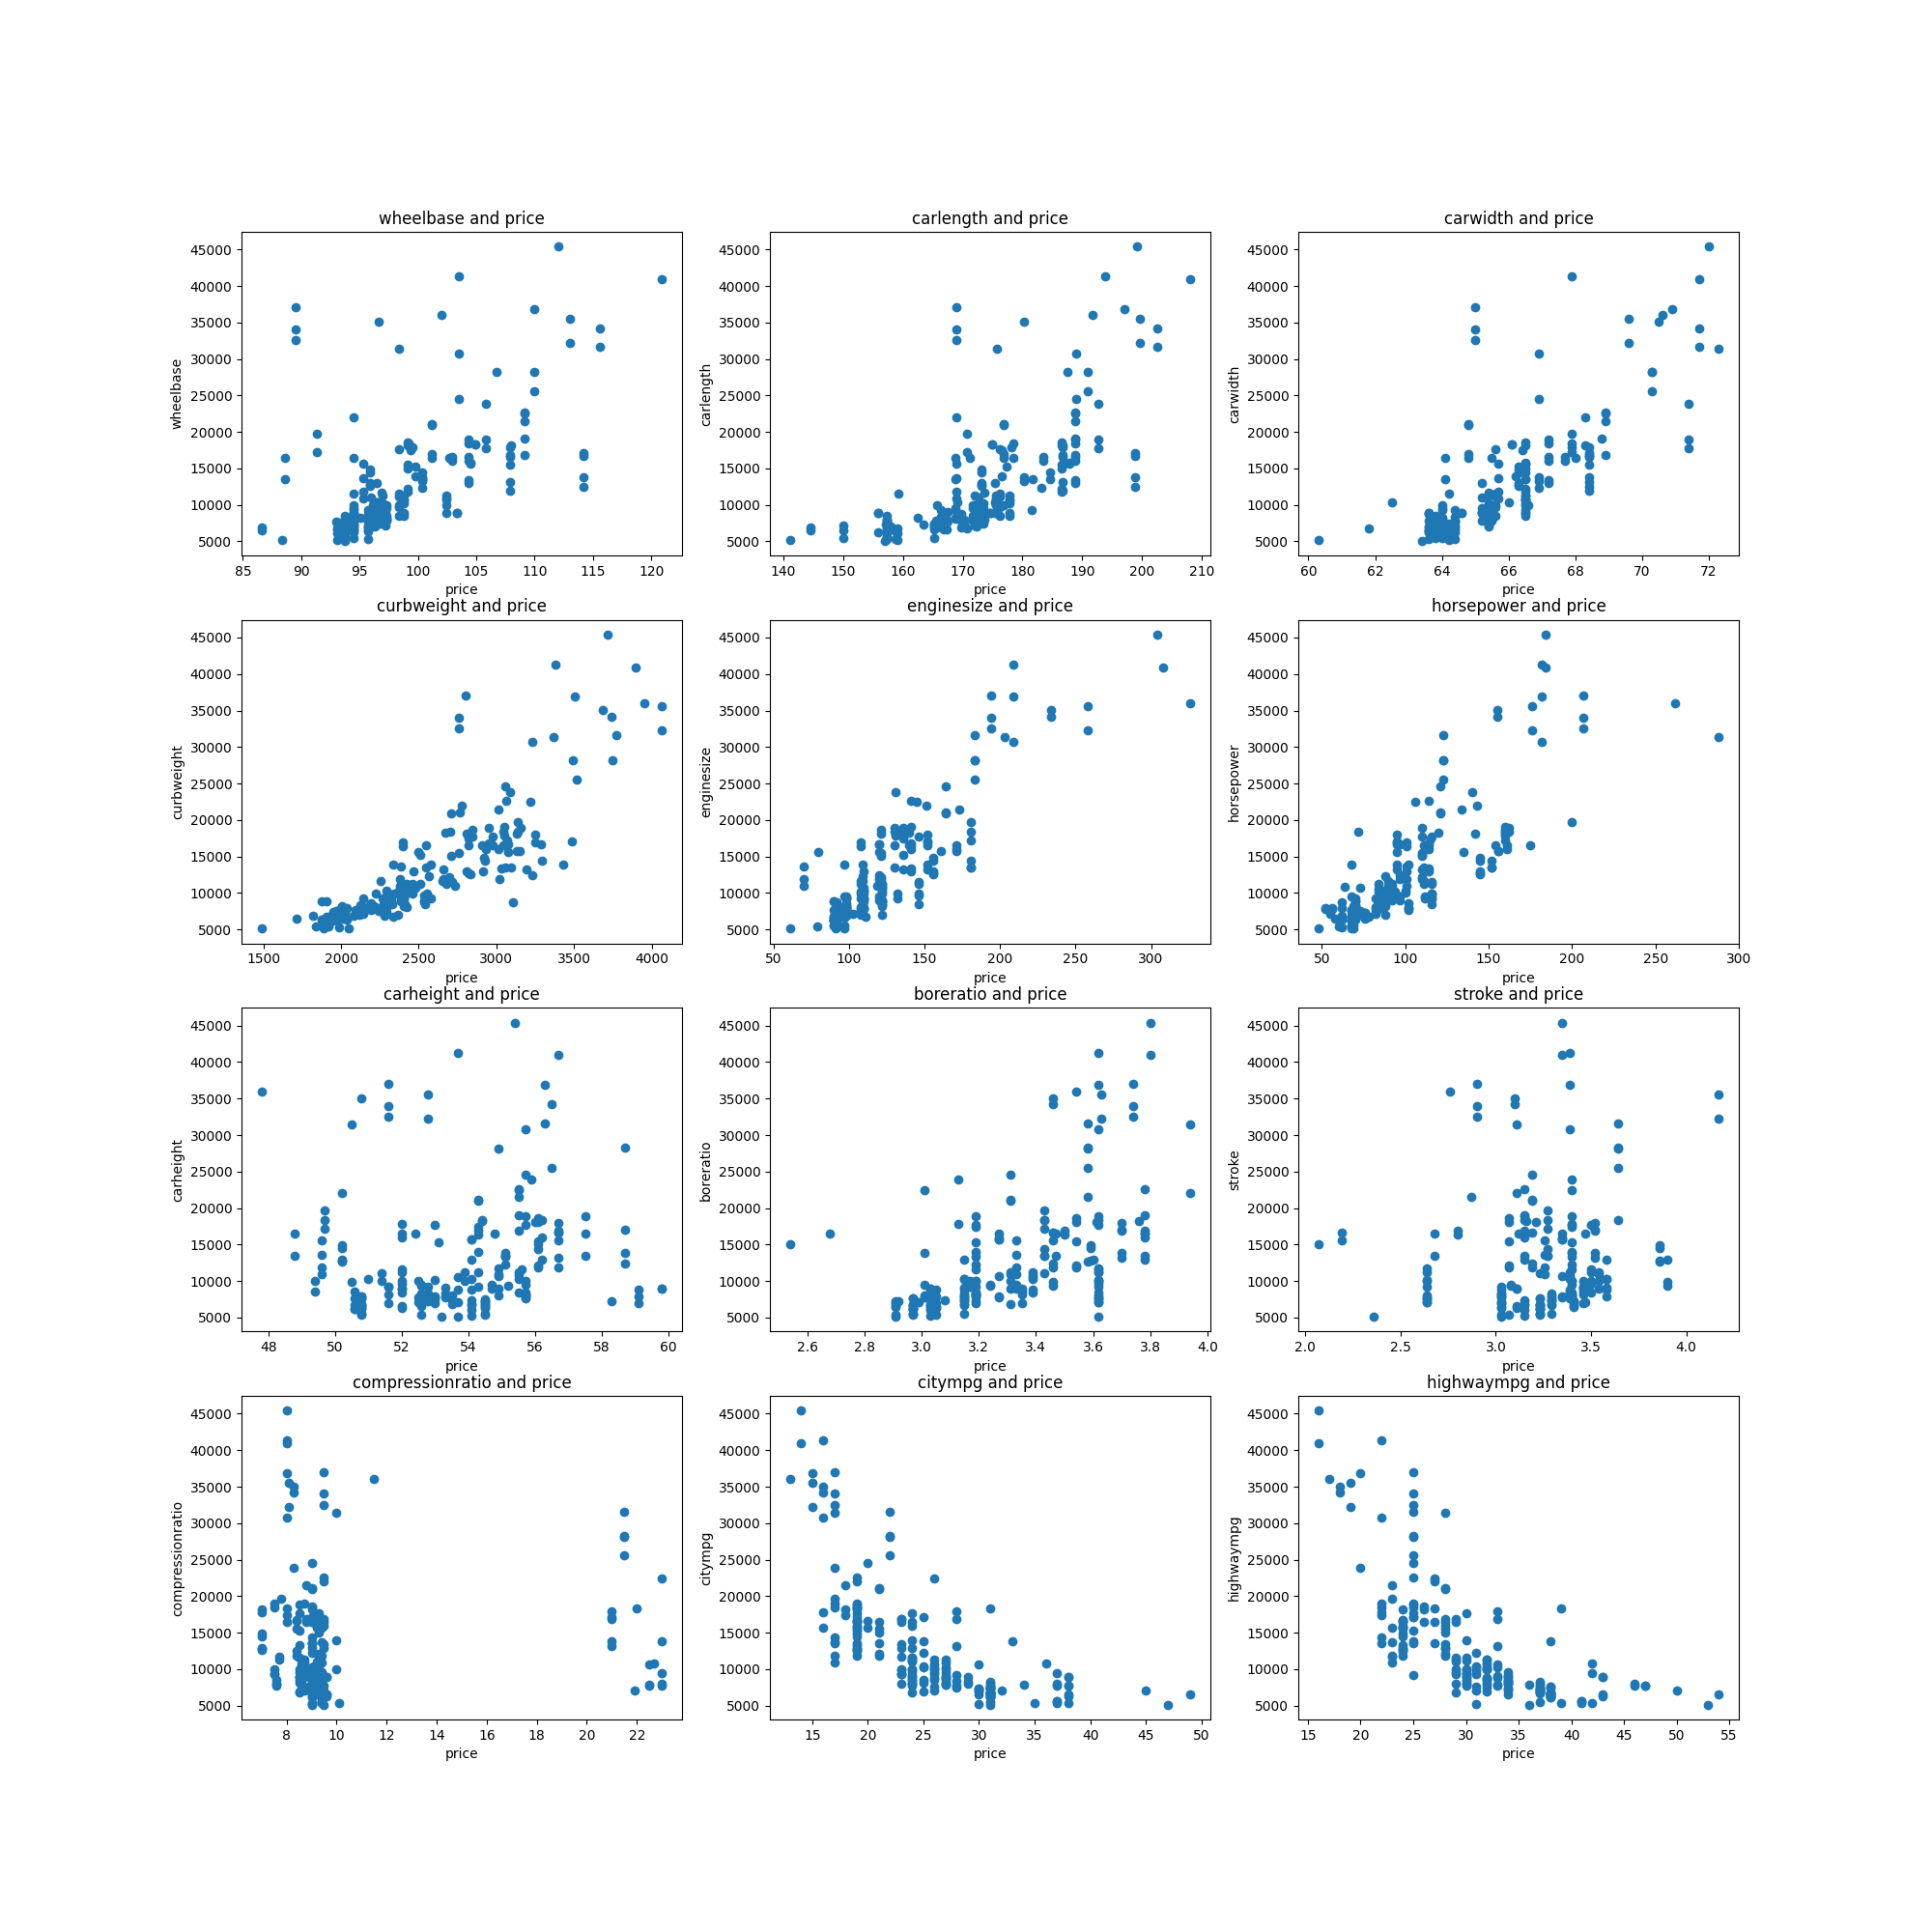 wheelbase and price
45000
40000
35000
30000
25000
20000
15000
10000
5000
wheelbase
85 90 95 100 105 110 115 120
price
carlength and price
45000
40000
35000
30000
25000
20000
15000
10000
5000
carlength
140 150 160 170 180 190 200 210
price
carwidth and price
45000
40000
35000
30000
25000
20000
15000
10000
5000
carwidth
60 62 64 66 68 70 72
price
curbweight and price
45000
40000
35000
30000
25000
20000
15000
10000
5000
curbweight
1500 2000 2500 3000 3500 4000
price
enginesize and price
45000
40000
35000
30000
25000
20000
15000
10000
5000
enginesize
50 100 150 200 250 300
price
horsepower and price
45000
40000
35000
30000
25000
20000
15000
10000
5000
horsepower
50 100 150 200 250 300
price
carheight and price
45000
40000
35000
30000
25000
20000
15000
10000
5000
carheight
48 50 52 54 56 58 60
price
boreratio and price
45000
40000
35000
30000
25000
20000
15000
10000
5000
boreratio
2.6 2.8 3.0 3.2 3.4 3.6 3.8 4.0
price
stroke and price
45000
40000
35000
30000
25000
20000
15000
10000
5000
stroke
2.0 2.5 3.0 3.5 4.0
price
compressionratio and price
45000
40000
35000
30000
25000
20000
15000
10000
5000
compressionratio
8 10 12 14 16 18 20 22
price
citympg and price
45000
40000
35000
30000
25000
20000
15000
10000
5000
citympg
15 20 25 30 35 40 45 50
price
highwaympg and price
45000
40000
35000
30000
25000
20000
15000
10000
5000
highwaympg
15 20 25 30 35 40 45 50 55
price